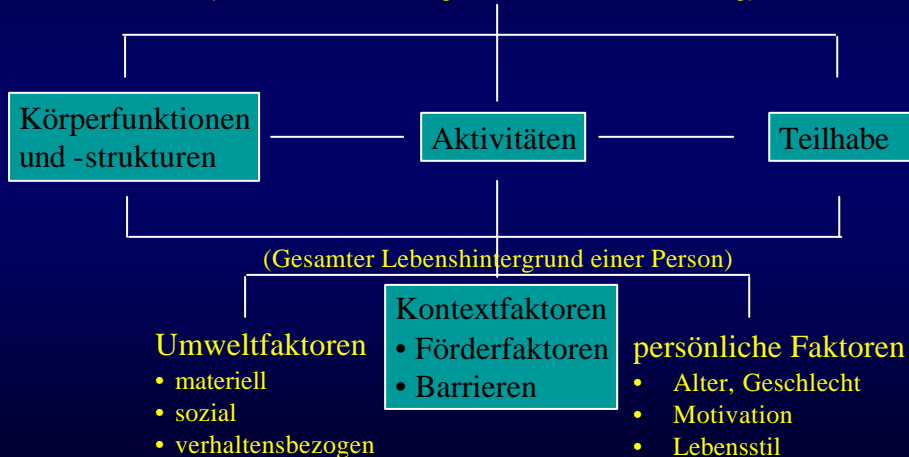 Körperfunktionen
und -strukturen
Aktivitäten
Teilhabe
(Gesamter Lebenshintergrund einer Person)
Kontextfaktoren
• Förderfaktoren
• Barrieren
Umweltfaktoren
• materiell
• sozial
• verhaltensbezogen
persönliche Faktoren
• Alter, Geschlecht
• Motivation
• Lebensstil